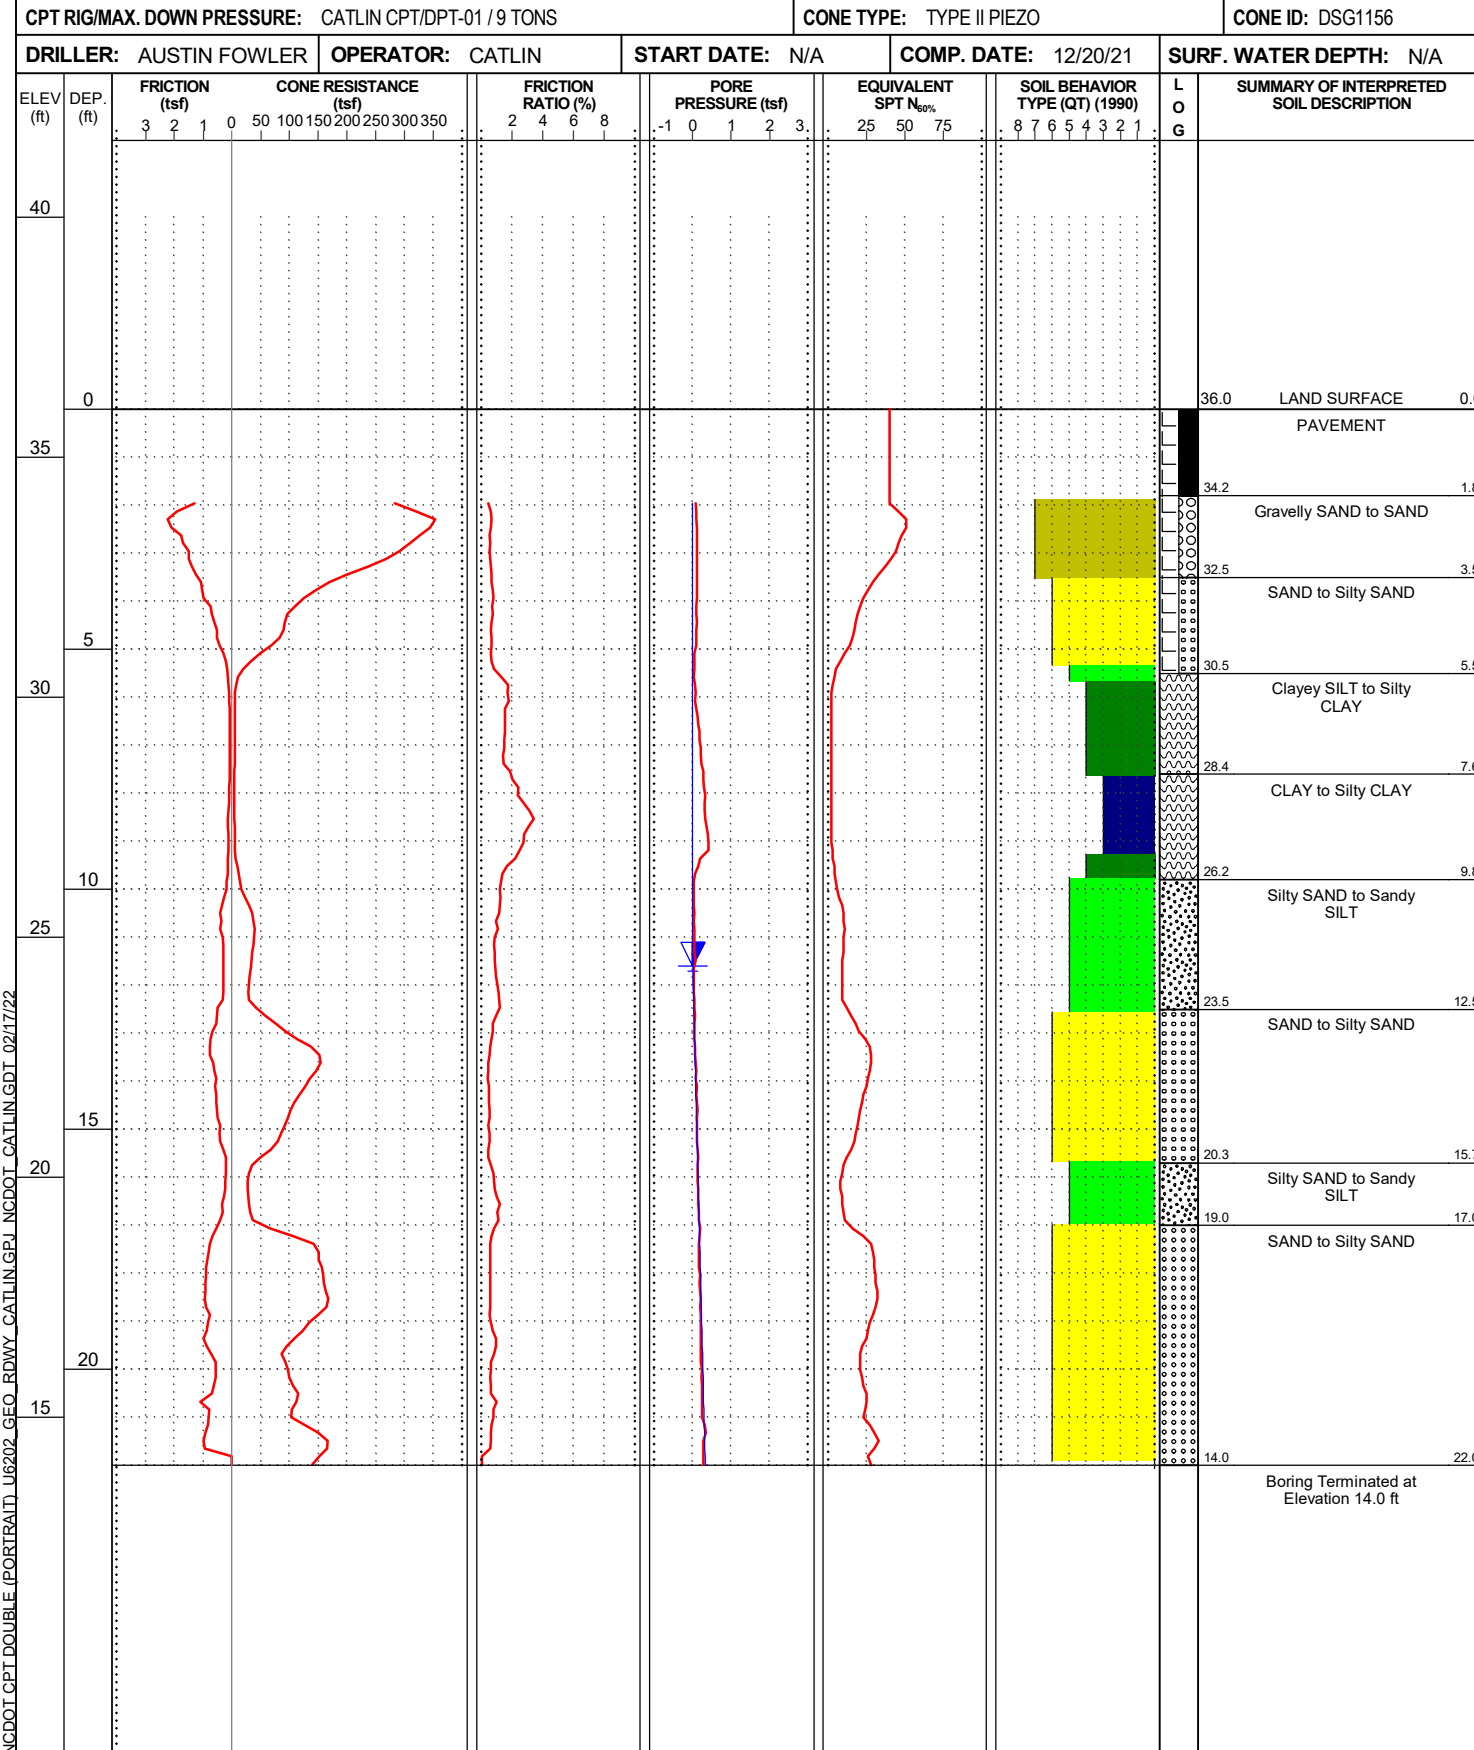 CPT RIG/MAX. DOWN PRESSURE: CATLIN CPT/DPT-01 / 9 TONS CONE TYPE: TYPE II PIEZO CONE ID: DSG1156
DRILLER: AUSTIN FOWLER OPERATOR: CATLIN START DATE: N/A COMP. DATE: 12/20/21 SURF. WATER DEPTH: N/A
ELEV (ft)
DEP. (ft)
FRICTION (tsf)
3 2 1 0
CONE RESISTANCE (tsf)
50 100 150 200 250 300 350
FRICTION RATIO (%)
2 4 6 8
PORE PRESSURE (tsf)
-1 0 1 2 3
EQUIVALENT SPT N60%
25 50 75
SOIL BEHAVIOR TYPE (QT) (1990)
8 7 6 5 4 3 2 1
L
O
G
SUMMARY OF INTERPRETED SOIL DESCRIPTION
40
0
36.0 LAND SURFACE
PAVEMENT
35
34.2
Gravelly SAND to SAND
32.5
SAND to Silty SAND
5
30.5
30
Clayey SILT to Silty
CLAY
28.4
CLAY to Silty CLAY
26.2
10
Silty SAND to Sandy
SILT
25
23.5
SAND to Silty SAND
15
20.3
20
Silty SAND to Sandy
SILT
19.0
SAND to Silty SAND
20
15
14.0
Boring Terminated at
Elevation 14.0 ft
NCDOT CPT DOUBLE (PORTRAIT) U6202_GEO_RDWY_CATLIN.GPJ NCDOT_CATLIN.GDT 02/17/22